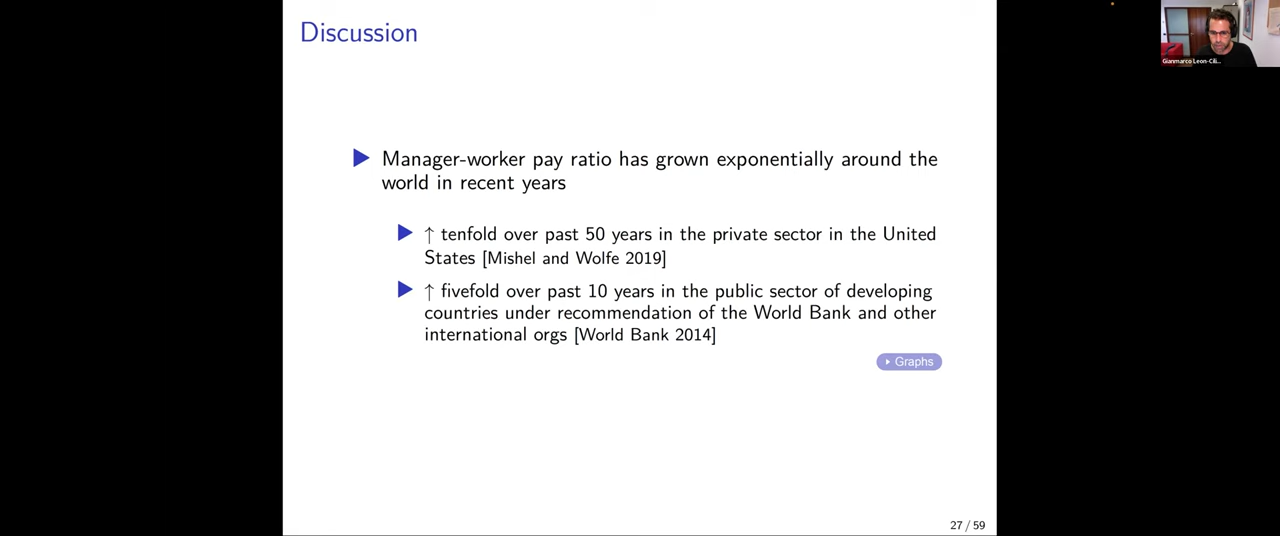 Discussion
Gianmarco Leon-Cili...
▶ Manager-worker pay ratio has grown exponentially around the
world in recent years
▶ ↑ tenfold over past 50 years in the private sector in the United
States [Mishel and Wolfe 2019]
▶ ↑ fivefold over past 10 years in the public sector of developing
countries under recommendation of the World Bank and other
international orgs [World Bank 2014]
▶ Graphs
27 / 59